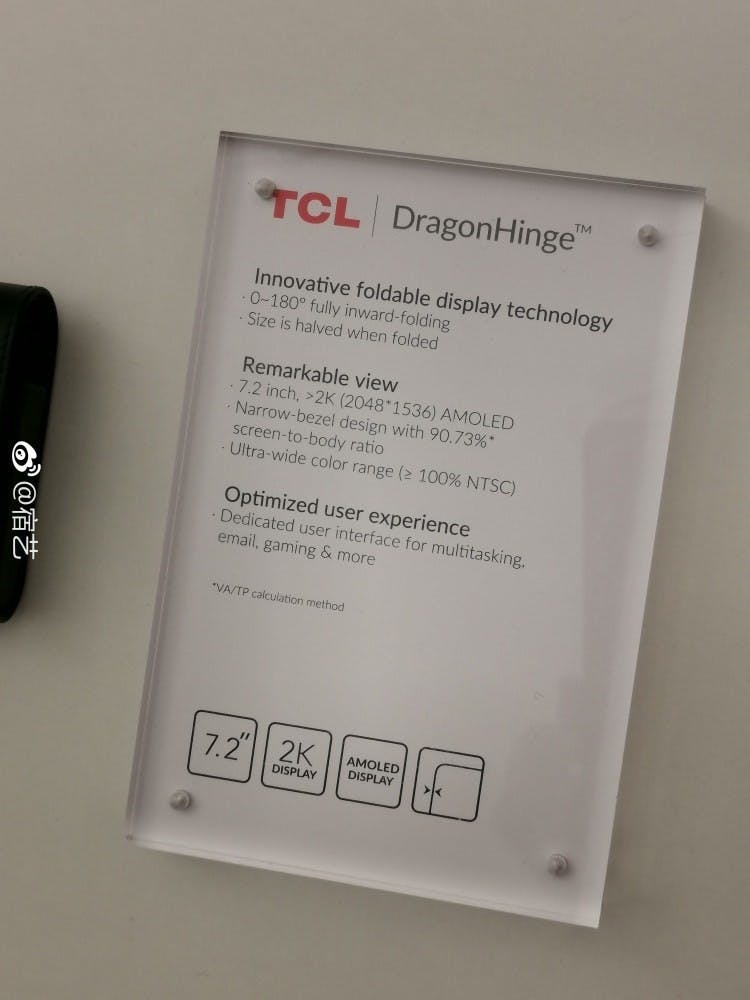 TCL | DragonHinge™
Innovative foldable display technology
· 0~180° fully inward-folding
· Size is halved when folded
Remarkable view
· 7.2 inch, >2K (2048*1536) AMOLED
· Narrow-bezel design with 90.73%*
screen-to-body ratio
· Ultra-wide color range (≥ 100% NTSC)
Optimized user experience
· Dedicated user interface for multitasking,
email, gaming & more
*VA/TP calculation method
7.2"
2K
DISPLAY
AMOLED
DISPLAY
@宿艺